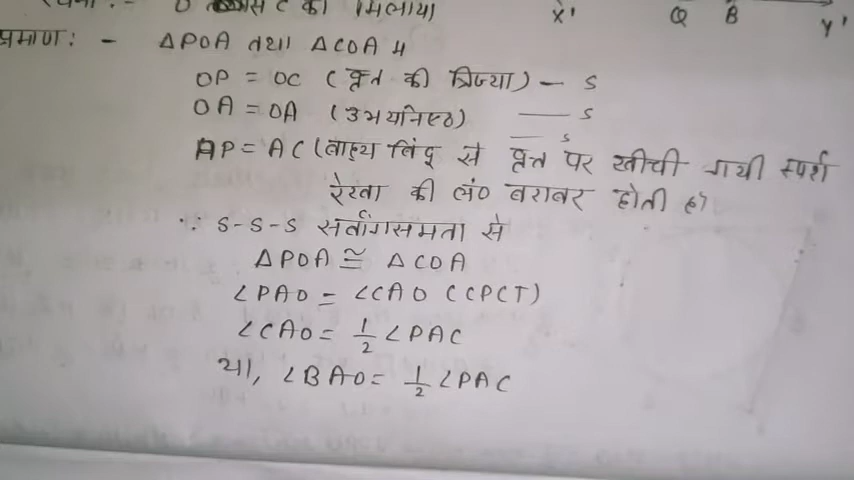 O को C को मिलाया
X' Q B Y'
प्रमाण: - ΔPOA तथा ΔCOA में
OP = OC (वृत की त्रिज्या) — S
OA = OA (उभयनिष्ठ) — S
AP = AC (बाह्य बिंदू से वृत पर खीची गयी स्पर्श — S
रेखा की लं० बराबर होती है)
∴ S-S-S सर्वांगसमता से
ΔPOA ≅ ΔCOA
∠PAO = ∠CAO (CPCT)
∠CAO = 1/2 ∠PAC
या, ∠BAO = 1/2 ∠PAC